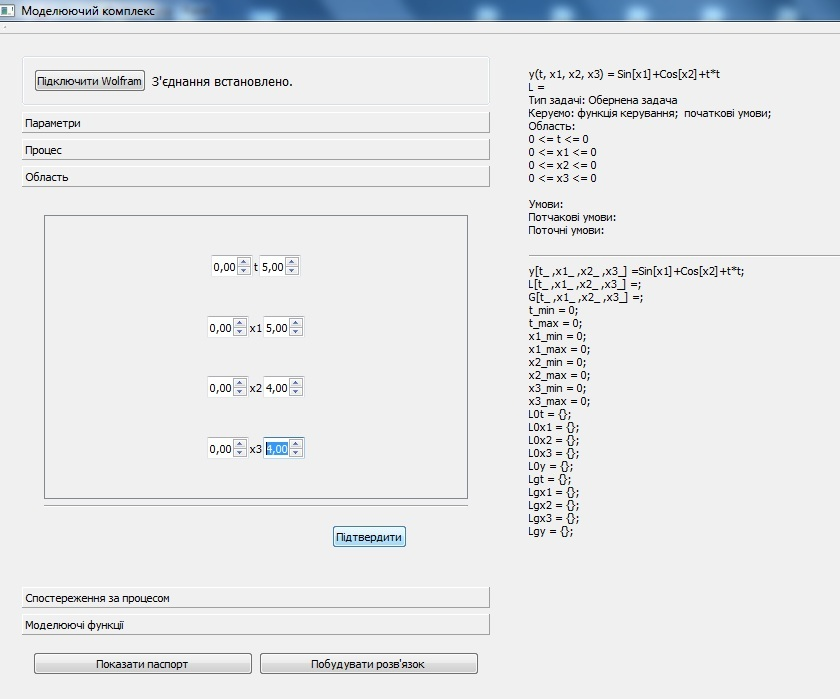 Моделюючий комплекс
Підключити Wolfram З'єднання встановлено.
Параметри
Процес
Область
0,00 t 5,00
0,00 x1 5,00
0,00 x2 4,00
0,00 x3 4,00
Підтвердити
Спостереження за процесом
Моделюючі функції
Показати паспорт Побудувати розв'язок
y(t, x1, x2, x3) = Sin[x1]+Cos[x2]+t*t
L =
Тип задачі: Обернена задача
Керуємо: функція керування; початкові умови;
Область:
0 <= t <= 0
0 <= x1 <= 0
0 <= x2 <= 0
0 <= x3 <= 0
Умови:
Потчакові умови:
Поточні умови:
y[t_ ,x1_ ,x2_ ,x3_] =Sin[x1]+Cos[x2]+t*t;
L[t_ ,x1_ ,x2_ ,x3_] =;
G[t_ ,x1_ ,x2_ ,x3_] =;
t_min = 0;
t_max = 0;
x1_min = 0;
x1_max = 0;
x2_min = 0;
x2_max = 0;
x3_min = 0;
x3_max = 0;
L0t = {};
L0x1 = {};
L0x2 = {};
L0x3 = {};
L0y = {};
Lgt = {};
Lgx1 = {};
Lgx2 = {};
Lgx3 = {};
Lgy = {};